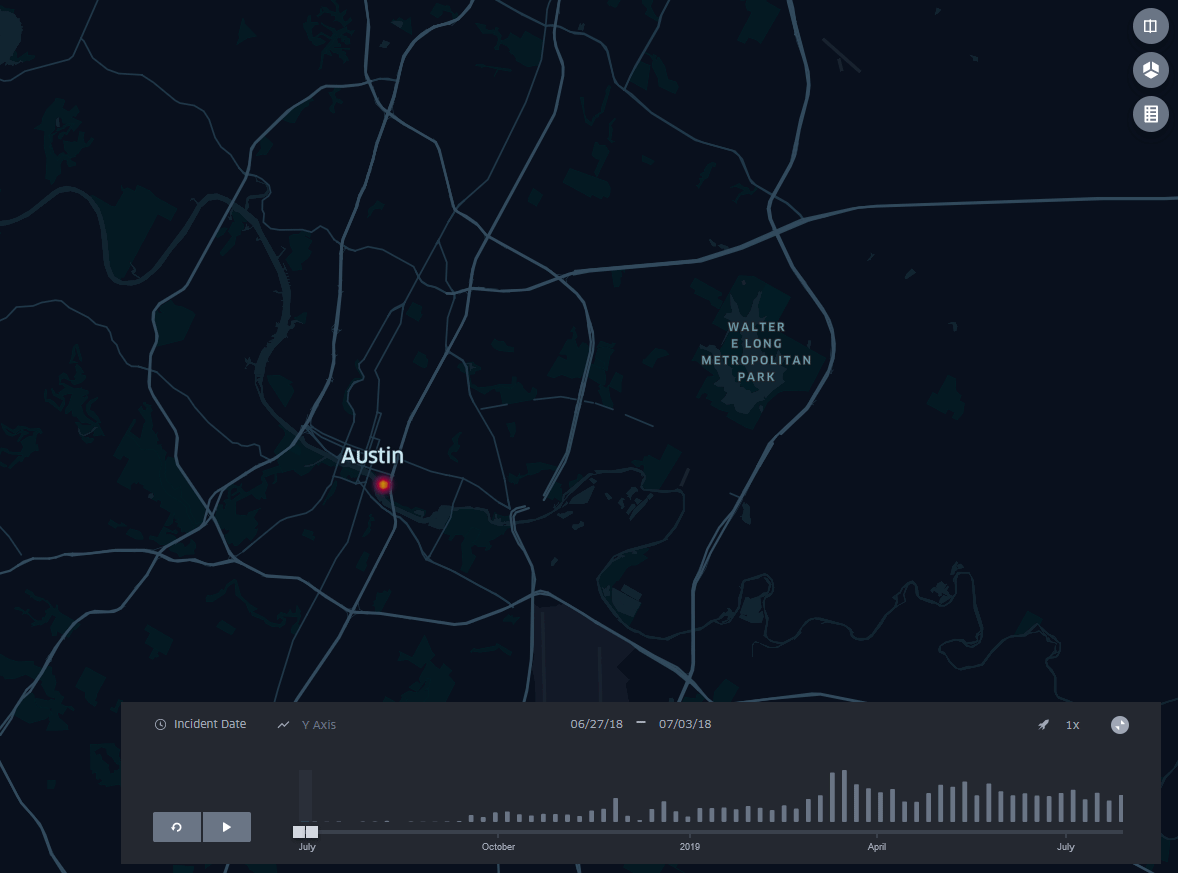 WALTER
E LONG
METROPOLITAN
PARK
Austin
Incident Date
Y Axis
06/27/18 – 07/03/18
1x
July
October
2019
April
July